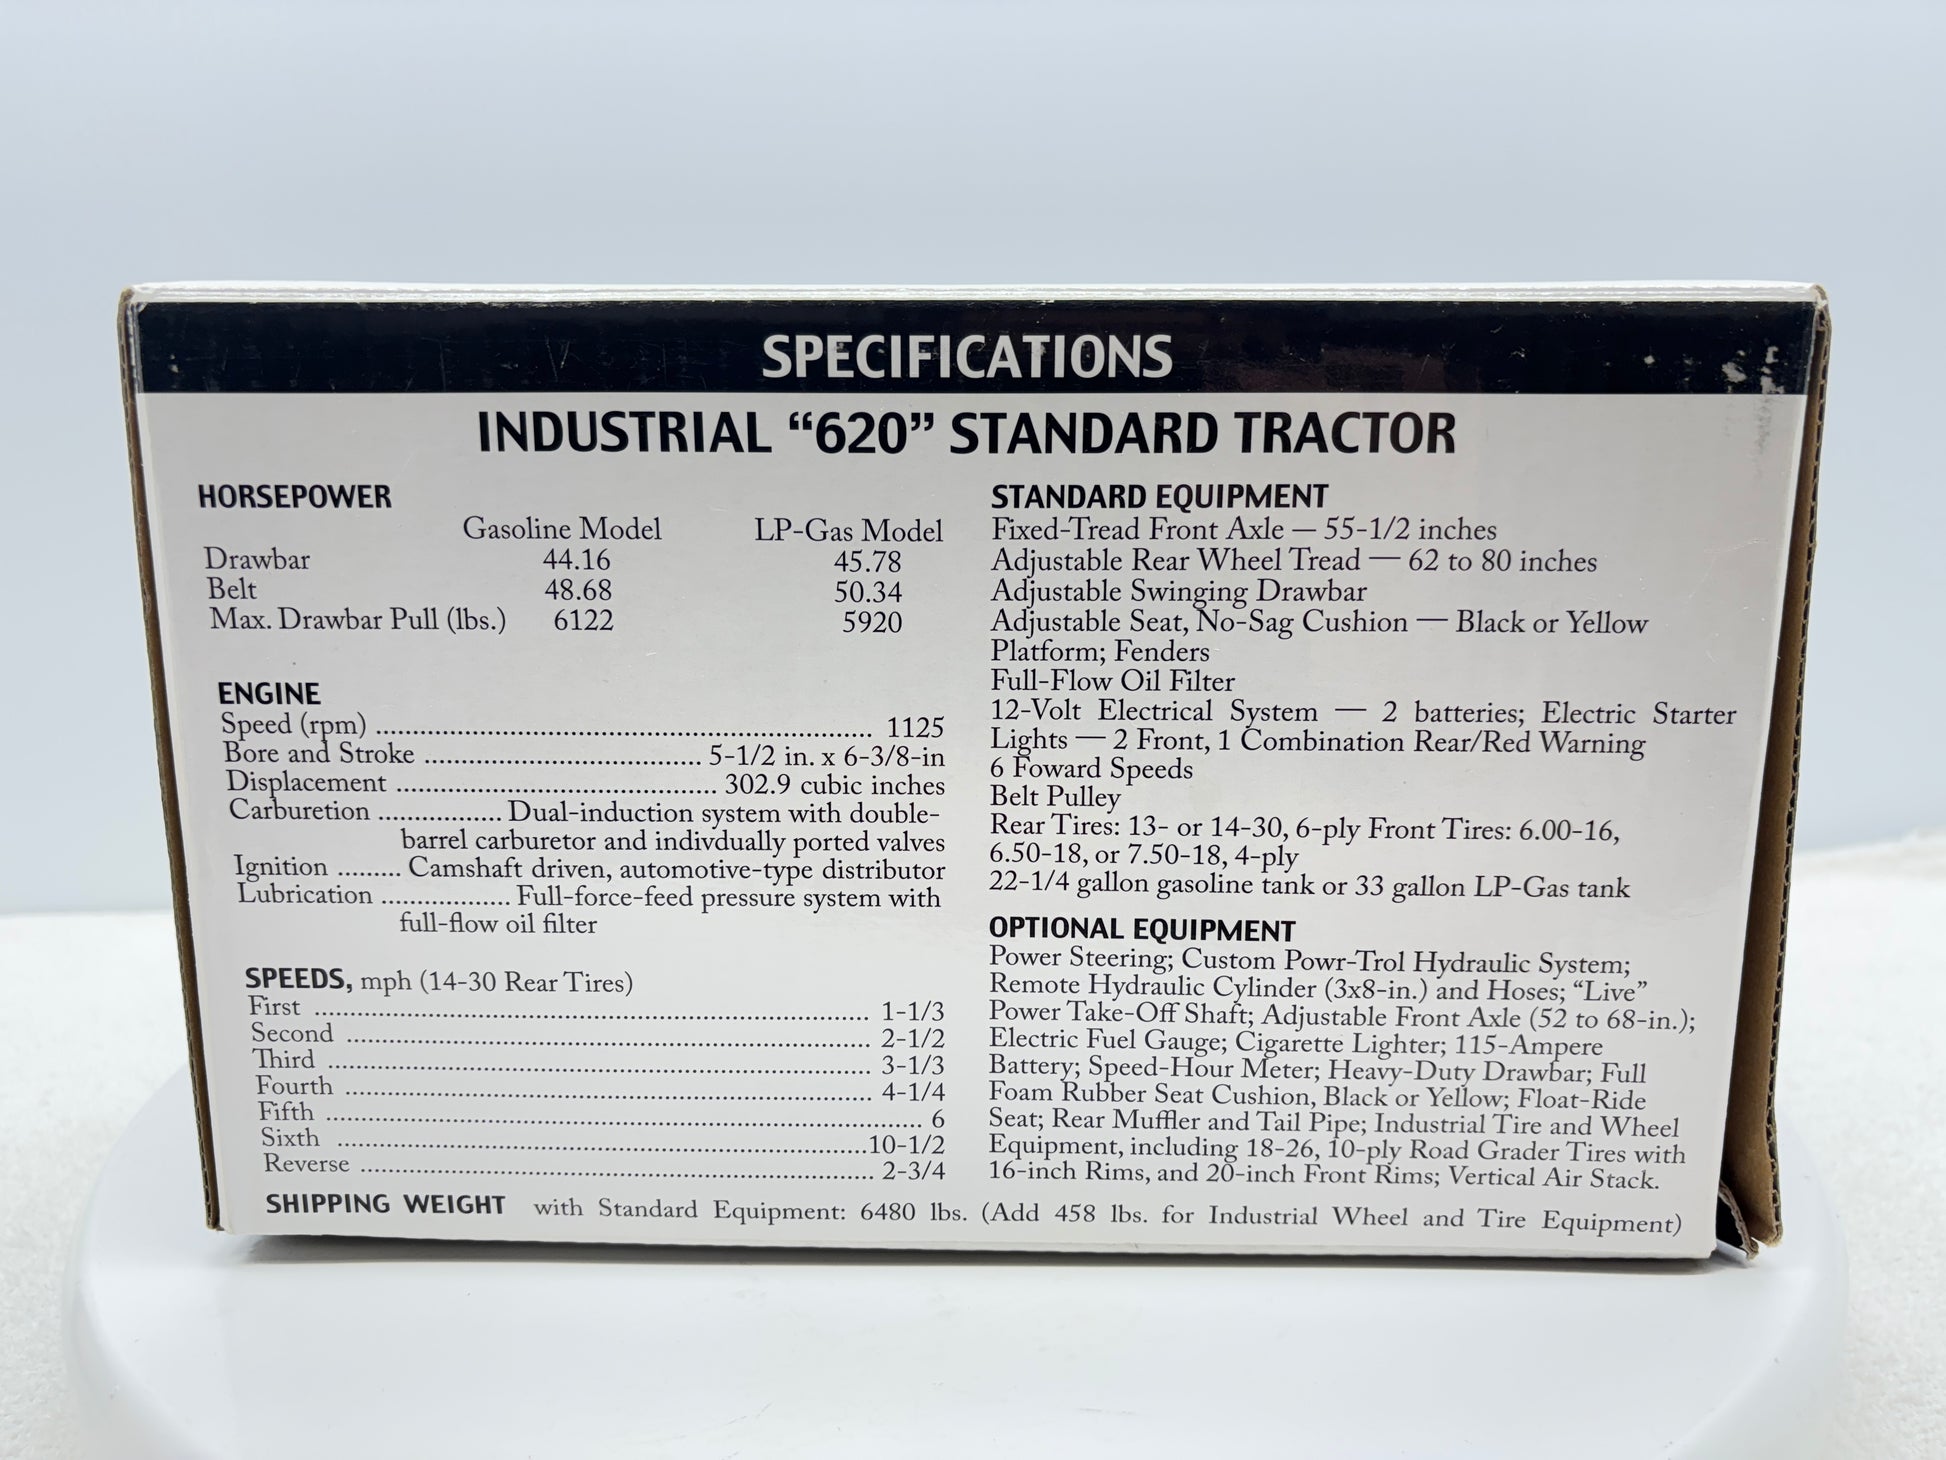 SPECIFICATIONS
INDUSTRIAL “620” STANDARD TRACTOR
HORSEPOWER
Gasoline Model LP-Gas Model
Drawbar 44.16 45.78
Belt 48.68 50.34
Max. Drawbar Pull (lbs.) 6122 5920
ENGINE
Speed (rpm) ........ 1125
Bore and Stroke ........ 5-1/2 in. x 6-3/8-in
Displacement ........ 302.9 cubic inches
Carburetion ........ Dual-induction system with double-
barrel carburetor and indivdually ported valves
Ignition ........ Camshaft driven, automotive-type distributor
Lubrication ........ Full-force-feed pressure system with
full-flow oil filter
SPEEDS, mph (14-30 Rear Tires)
First ........ 1-1/3
Second ........ 2-1/2
Third ........ 3-1/3
Fourth ........ 4-1/4
Fifth ........ 6
Sixth ........ 10-1/2
Reverse ........ 2-3/4
STANDARD EQUIPMENT
Fixed-Tread Front Axle — 55-1/2 inches
Adjustable Rear Wheel Tread — 62 to 80 inches
Adjustable Swinging Drawbar
Adjustable Seat, No-Sag Cushion — Black or Yellow
Platform; Fenders
Full-Flow Oil Filter
12-Volt Electrical System — 2 batteries; Electric Starter
Lights — 2 Front, 1 Combination Rear/Red Warning
6 Foward Speeds
Belt Pulley
Rear Tires: 13- or 14-30, 6-ply Front Tires: 6.00-16,
6.50-18, or 7.50-18, 4-ply
22-1/4 gallon gasoline tank or 33 gallon LP-Gas tank
OPTIONAL EQUIPMENT
Power Steering; Custom Powr-Trol Hydraulic System;
Remote Hydraulic Cylinder (3x8-in.) and Hoses; “Live”
Power Take-Off Shaft; Adjustable Front Axle (52 to 68-in.);
Electric Fuel Gauge; Cigarette Lighter; 115-Ampere
Battery; Speed-Hour Meter; Heavy-Duty Drawbar; Full
Foam Rubber Seat Cushion, Black or Yellow; Float-Ride
Seat; Rear Muffler and Tail Pipe; Industrial Tire and Wheel
Equipment, including 18-26, 10-ply Road Grader Tires with
16-inch Rims, and 20-inch Front Rims; Vertical Air Stack.
SHIPPING WEIGHT with Standard Equipment: 6480 lbs. (Add 458 lbs. for Industrial Wheel and Tire Equipment)